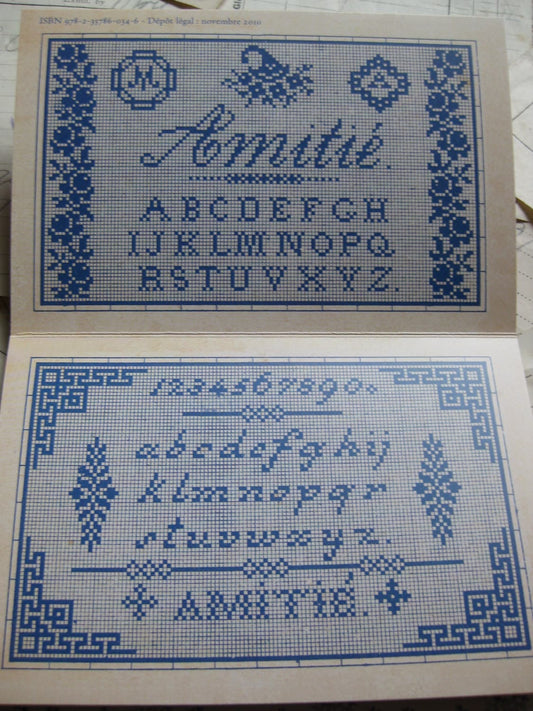 ISBN 978-2-35786-034-6 - Dépôt légal : novembre 2010
M
Amitié.
ABCDEFGH
IJKLMNOPQ
RSTUVXYZ.
1234567890.
abcdefghij
klmnopqr
stuvwxyz.
AMITIÉ.